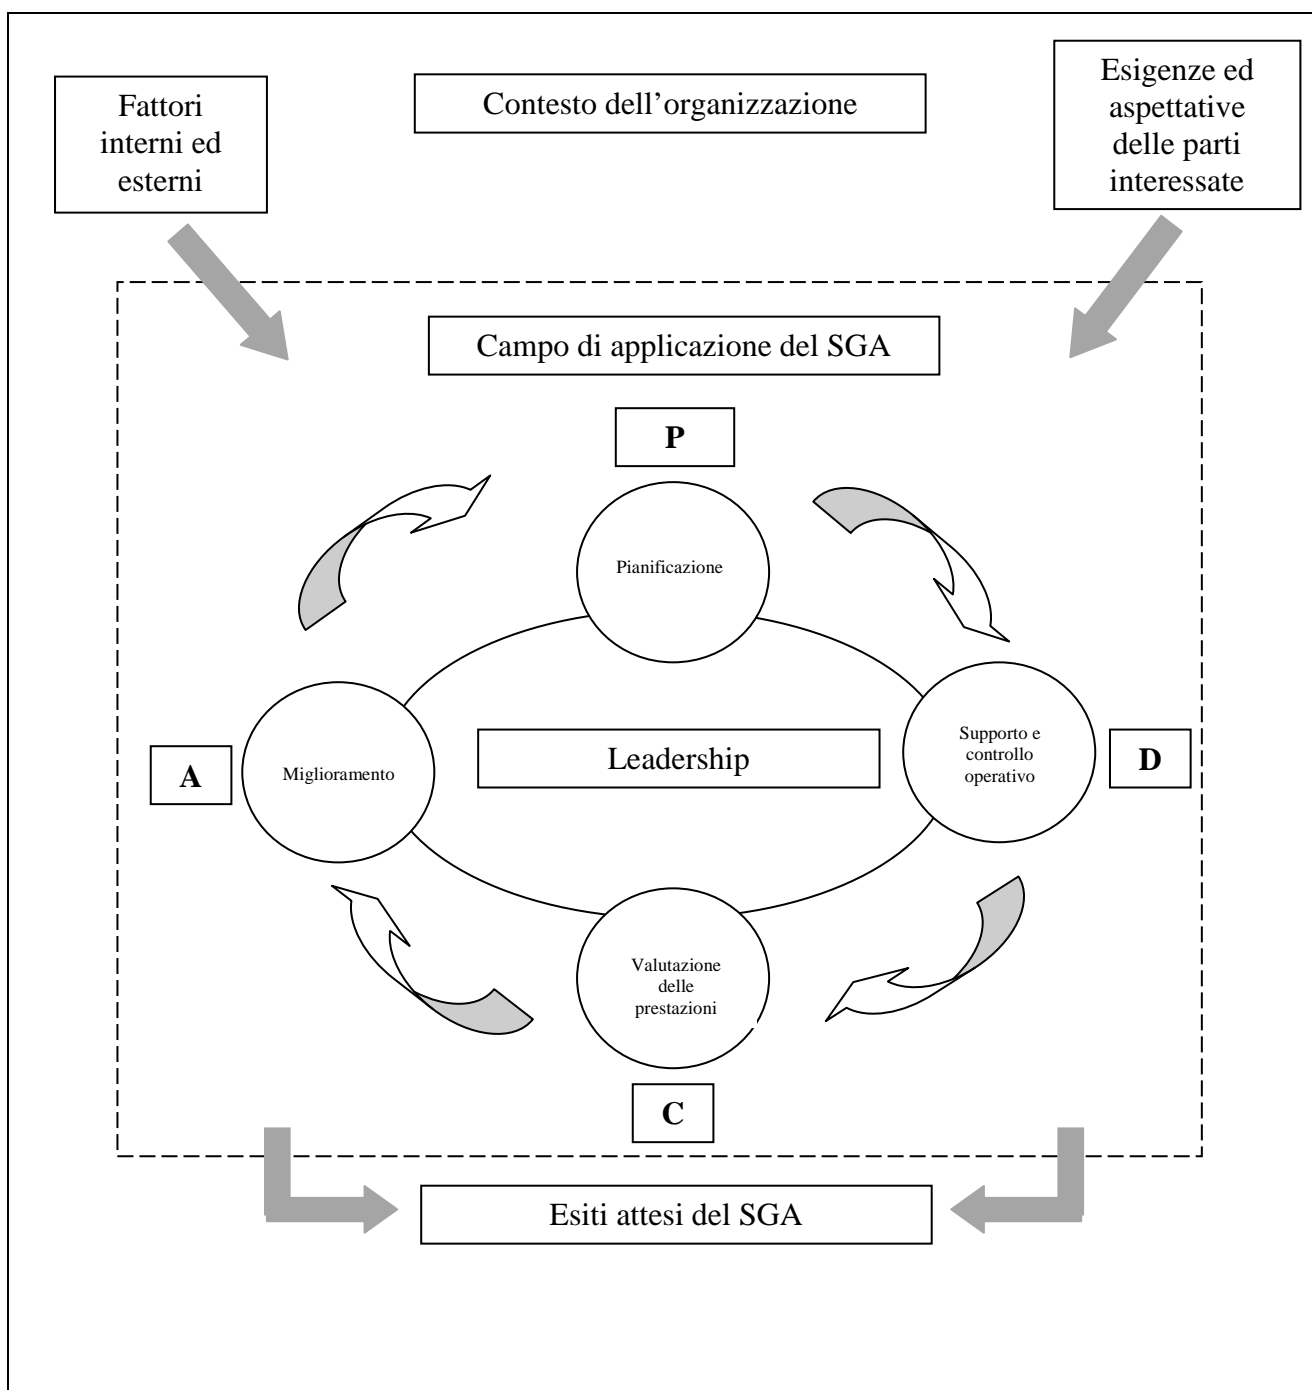 Fattori
interni ed
esterni
Contesto dell’organizzazione
Esigenze ed
aspettative
delle parti
interessate
Campo di applicazione del SGA
P
Pianificazione
A
Miglioramento
Leadership
Supporto e
controllo
operativo
D
Valutazione
delle
prestazioni
C
Esiti attesi del SGA